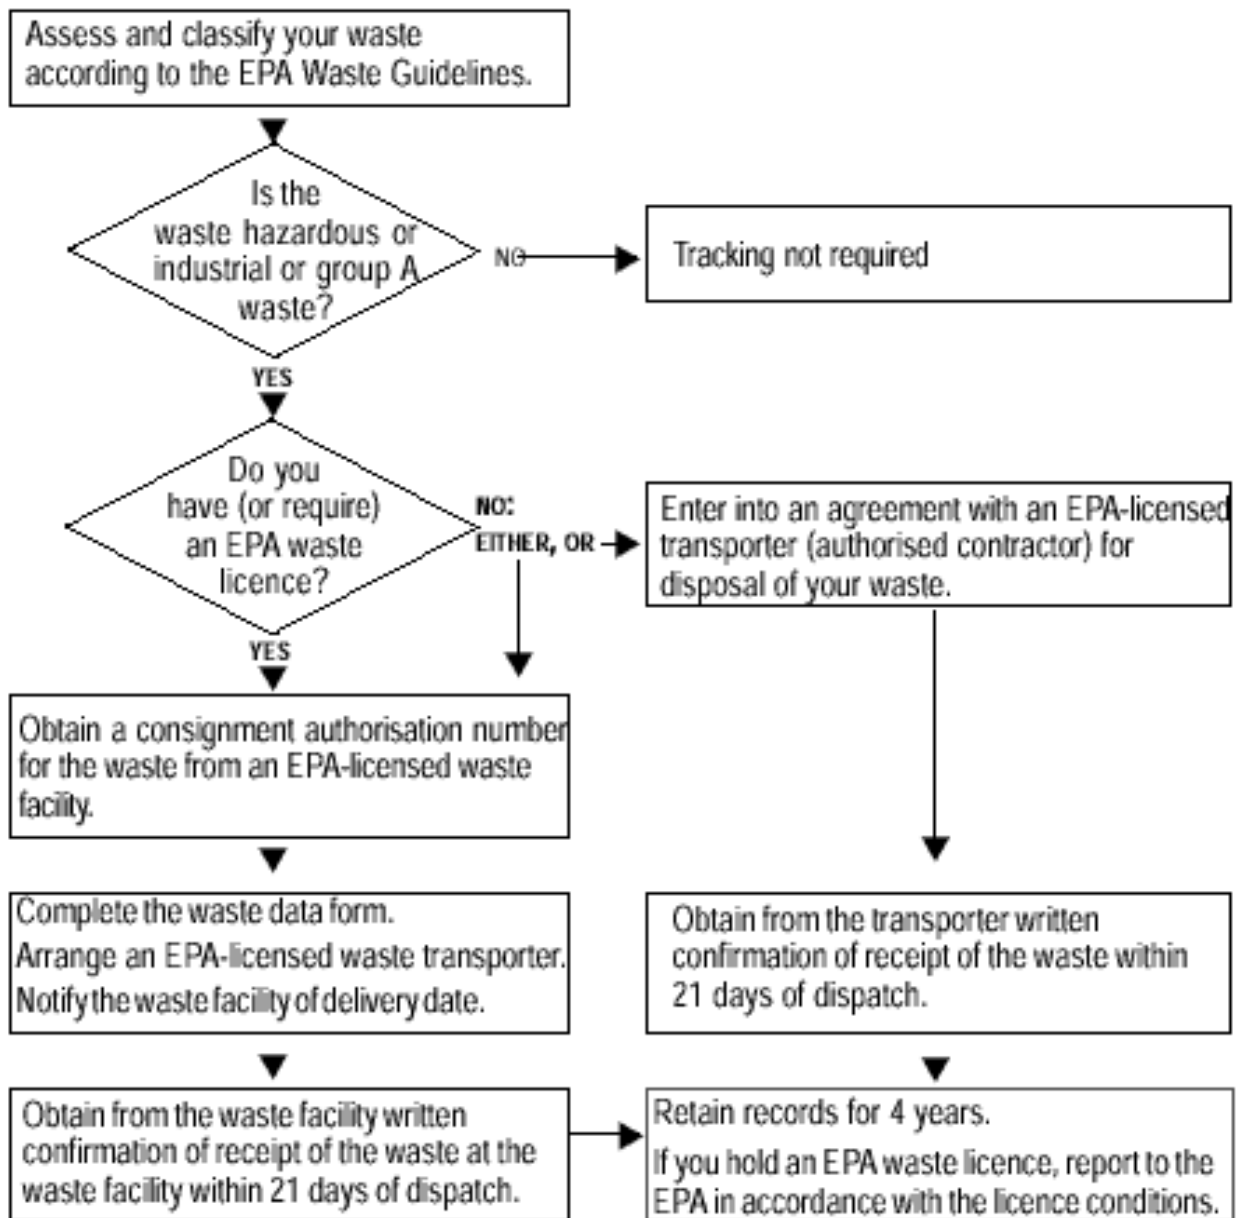 Assess and classify your waste
according to the EPA Waste Guidelines.
Is the
waste hazardous or
industrial or group A
waste?
NO
Tracking not required
YES
Do you
have (or require)
an EPA waste
licence?
NO:
EITHER, OR
Enter into an agreement with an EPA-licensed
transporter (authorised contractor) for
disposal of your waste.
YES
Obtain a consignment authorisation number
for the waste from an EPA-licensed waste
facility.
Complete the waste data form.
Arrange an EPA-licensed waste transporter.
Notify the waste facility of delivery date.
Obtain from the transporter written
confirmation of receipt of the waste within
21 days of dispatch.
Obtain from the waste facility written
confirmation of receipt of the waste at the
waste facility within 21 days of dispatch.
Retain records for 4 years.
If you hold an EPA waste licence, report to the
EPA in accordance with the licence conditions.